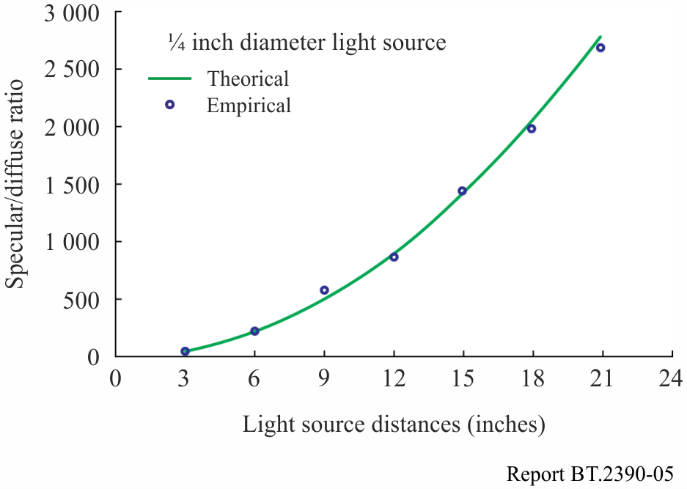 3 000
2 500
2 000
1 500
1 000
500
0
Specular/diffuse ratio
¼ inch diameter light source
Theorical
Empirical
0 3 6 9 12 15 18 21 24
Light source distances (inches)
Report BT.2390-05